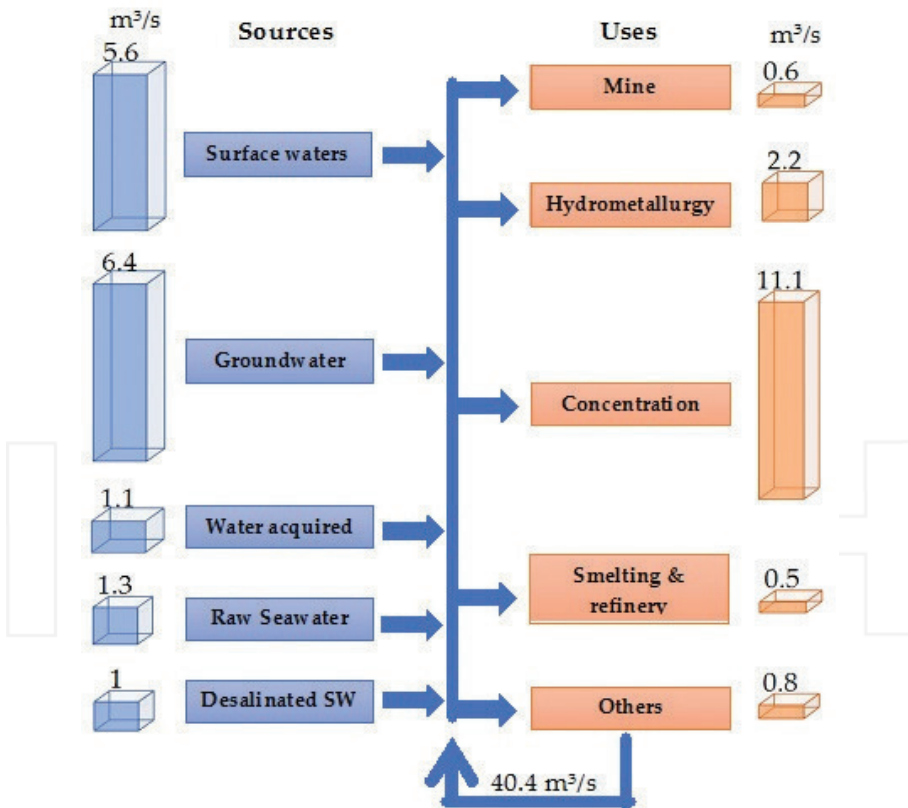 m³/s
Sources
Uses
m³/s
5.6
Surface waters
6.4
Groundwater
1.1
Water acquired
1.3
Raw Seawater
1
Desalinated SW
Mine
0.6
Hydrometallurgy
2.2
Concentration
11.1
Smelting &
refinery
0.5
Others
0.8
40.4 m³/s